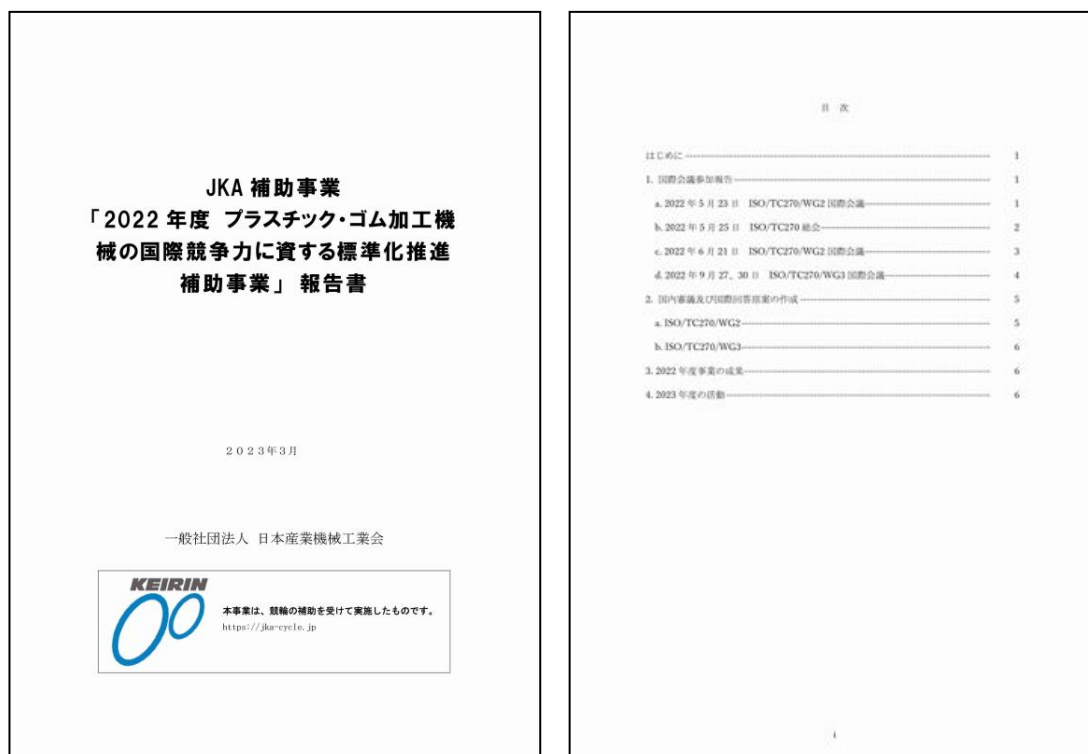 JKA 補助事業
「2022 年度 プラスチック・ゴム加工機
械の国際競争力に資する標準化推進
補助事業」 報告書
2023年3月
一般社団法人 日本産業機械工業会
KEIRIN
本事業は、競輪の補助を受けて実施したものです。
https://jka-cycle.jp
目 次
はじめに 1
1. 国際会議参加報告 1
a. 2022 年 5 月 23 日 ISO/TC270/WG2 国際会議 1
b. 2022 年 5 月 25 日 ISO/TC270 総会 2
c. 2022 年 6 月 21 日 ISO/TC270/WG2 国際会議 3
d. 2022 年 9 月 27、30 日 ISO/TC270/WG3 国際会議 4
2. 国内審議及び国際回答原案の作成 5
a. ISO/TC270/WG2 5
b. ISO/TC270/WG3 6
3. 2022 年度事業の成果 6
4. 2023 年度の活動 6
i